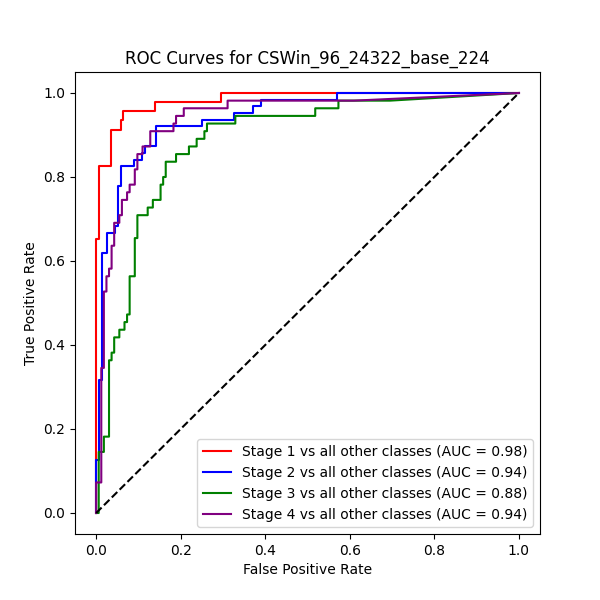 ROC Curves for CSWin_96_24322_base_224
True Positive Rate
1.0
0.8
0.6
0.4
0.2
0.0
Stage 1 vs all other classes (AUC = 0.98)
Stage 2 vs all other classes (AUC = 0.94)
Stage 3 vs all other classes (AUC = 0.88)
Stage 4 vs all other classes (AUC = 0.94)
0.0 0.2 0.4 0.6 0.8 1.0
False Positive Rate